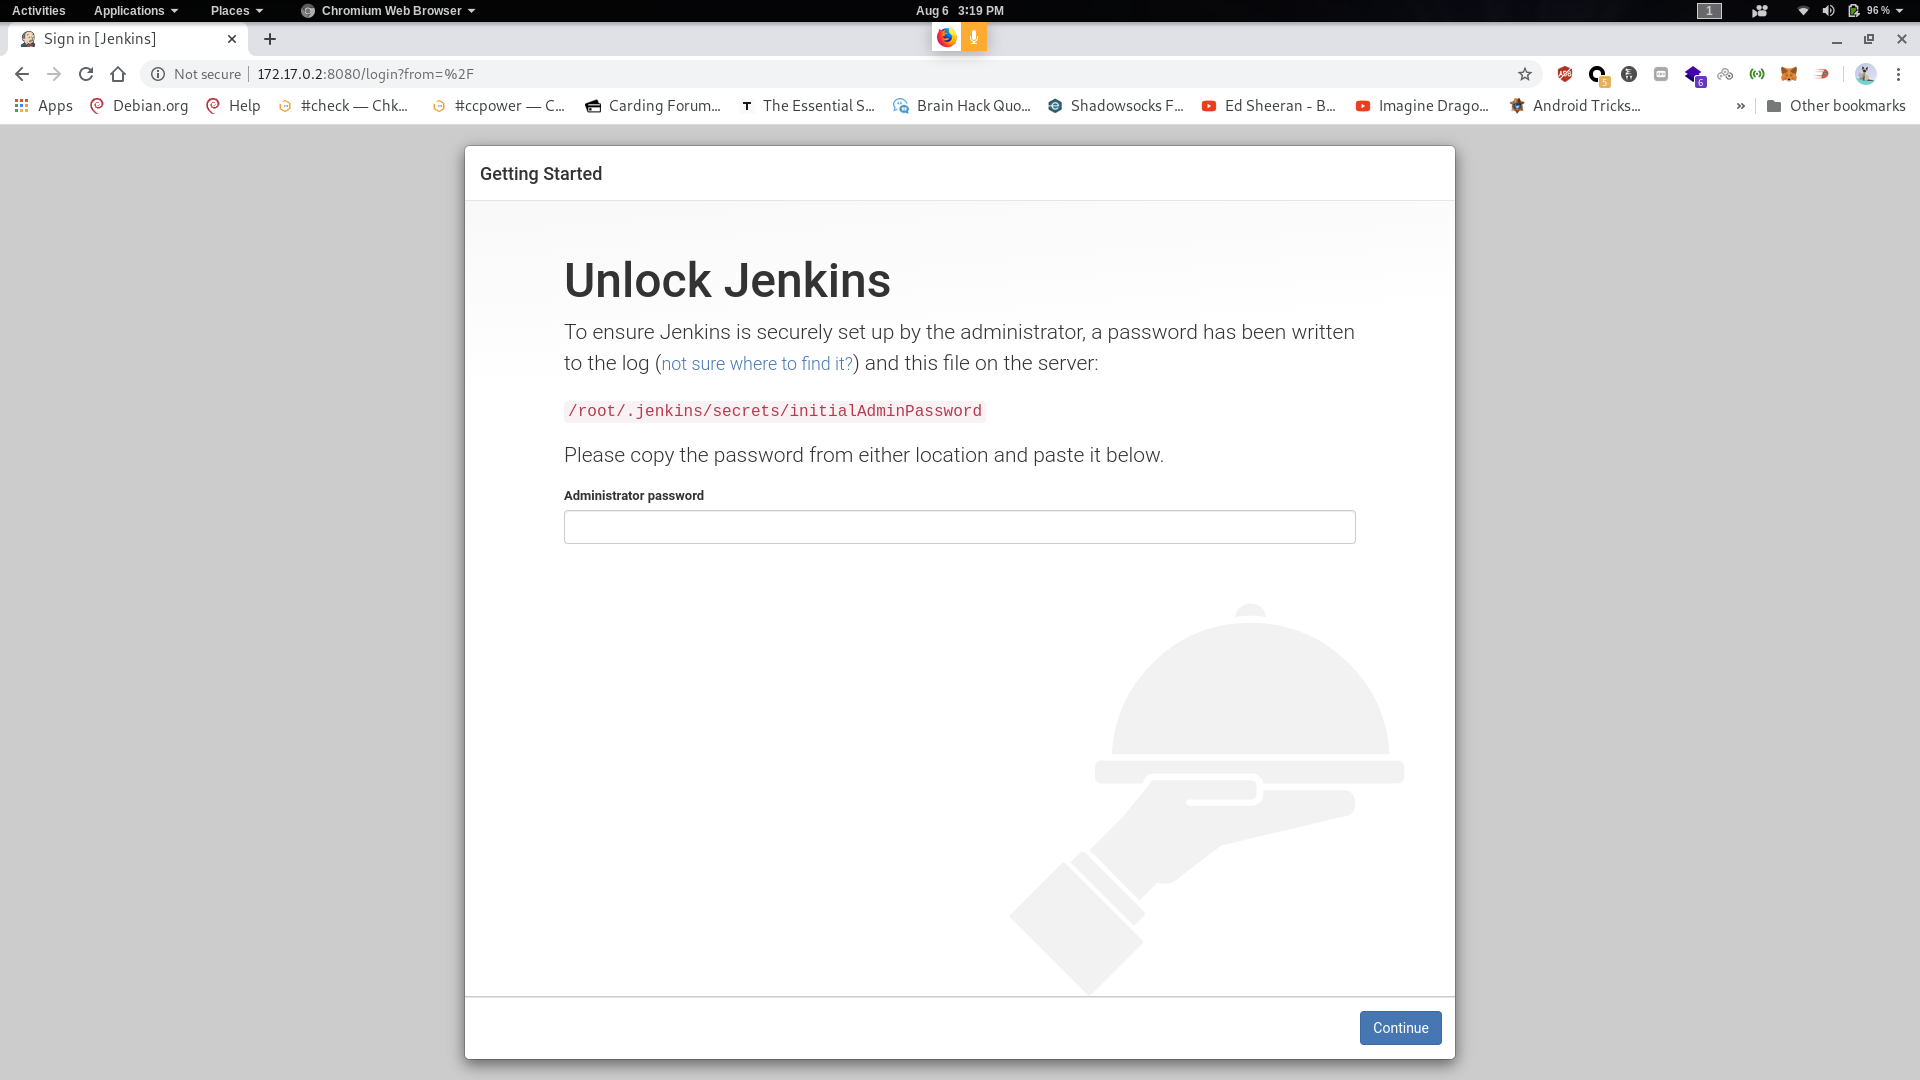 Activities Applications Places Chromium Web Browser Aug 6 3:19 PM 1 96 %
Sign in [Jenkins]
Not secure 172.17.0.2:8080/login?from=%2F 5 6
Apps Debian.org Help #check — Chk... #ccpower — C... Carding Forum... The Essential S... Brain Hack Quo... Shadowsocks F... Ed Sheeran - B... Imagine Drago... Android Tricks... » Other bookmarks
Getting Started
Unlock Jenkins
To ensure Jenkins is securely set up by the administrator, a password has been written
to the log (not sure where to find it?) and this file on the server:
/root/.jenkins/secrets/initialAdminPassword
Please copy the password from either location and paste it below.
Administrator password
Continue